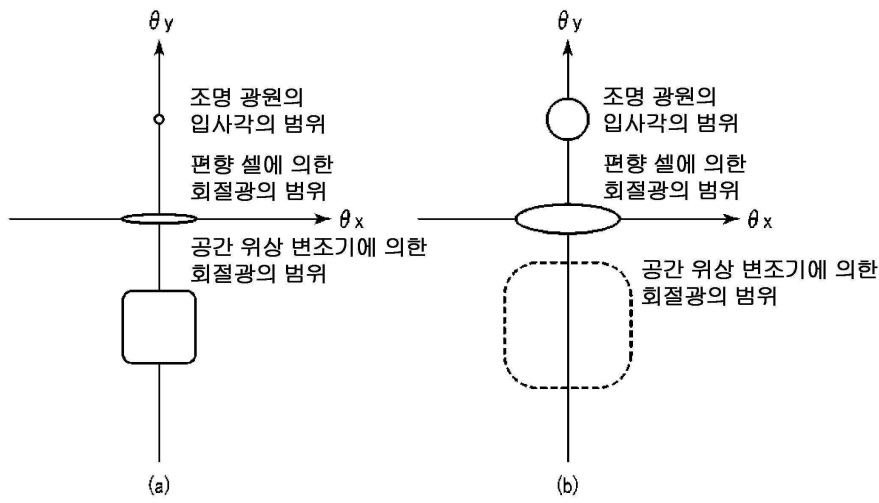 θy
조명 광원의
입사각의 범위
편향 셀에 의한
회절광의 범위
θx
공간 위상 변조기에 의한
회절광의 범위
(a)
θy
조명 광원의
입사각의 범위
편향 셀에 의한
회절광의 범위
θx
공간 위상 변조기에 의한
회절광의 범위
(b)